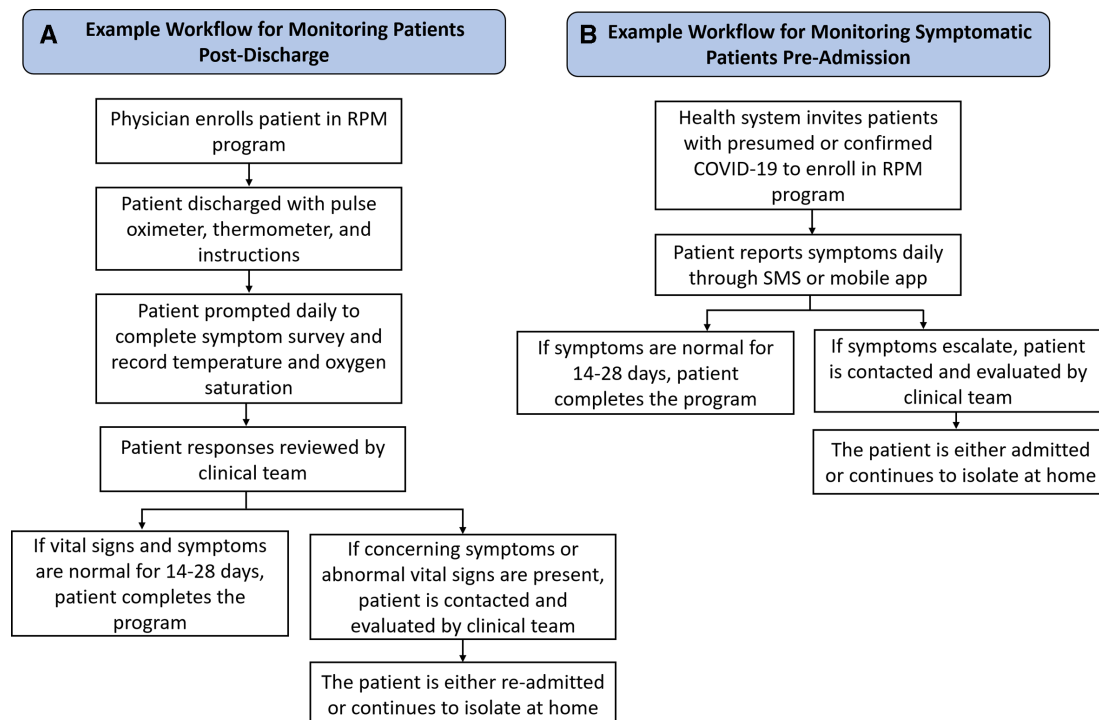 A
Example Workflow for Monitoring Patients
Post-Discharge
Physician enrolls patient in RPM
program
Patient discharged with pulse
oximeter, thermometer, and
instructions
Patient prompted daily to
complete symptom survey and
record temperature and oxygen
saturation
Patient responses reviewed by
clinical team
If vital signs and symptoms
are normal for 14-28 days,
patient completes the
program
If concerning symptoms or
abnormal vital signs are present,
patient is contacted and
evaluated by clinical team
The patient is either re-admitted
or continues to isolate at home
B
Example Workflow for Monitoring Symptomatic
Patients Pre-Admission
Health system invites patients
with presumed or confirmed
COVID-19 to enroll in RPM
program
Patient reports symptoms daily
through SMS or mobile app
If symptoms are normal for
14-28 days, patient
completes the program
If symptoms escalate, patient
is contacted and evaluated by
clinical team
The patient is either admitted
or continues to isolate at home